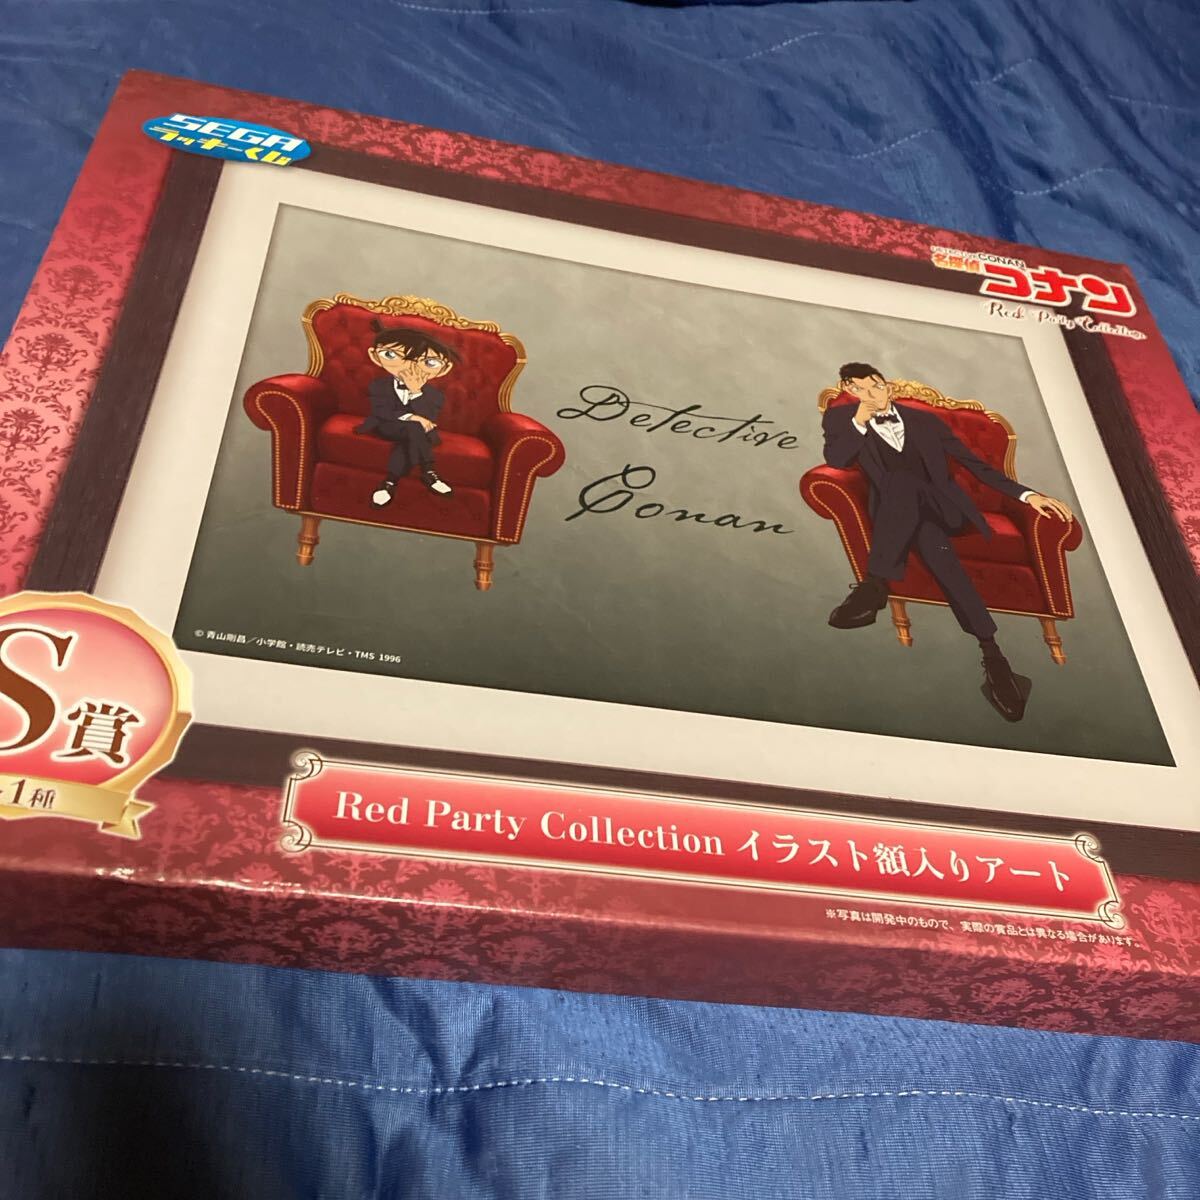 SEGA
ラッキーくじ
DETECTIVE CONAN
名探偵
コナン
Red Party Collection
Detective
Conan
© 青山剛昌／小学館・読売テレビ・TMS 1996
S賞
1種
Red Party Collection イラスト額入りアート
※写真は開発中のもので、実際の賞品とは異なる場合があります。